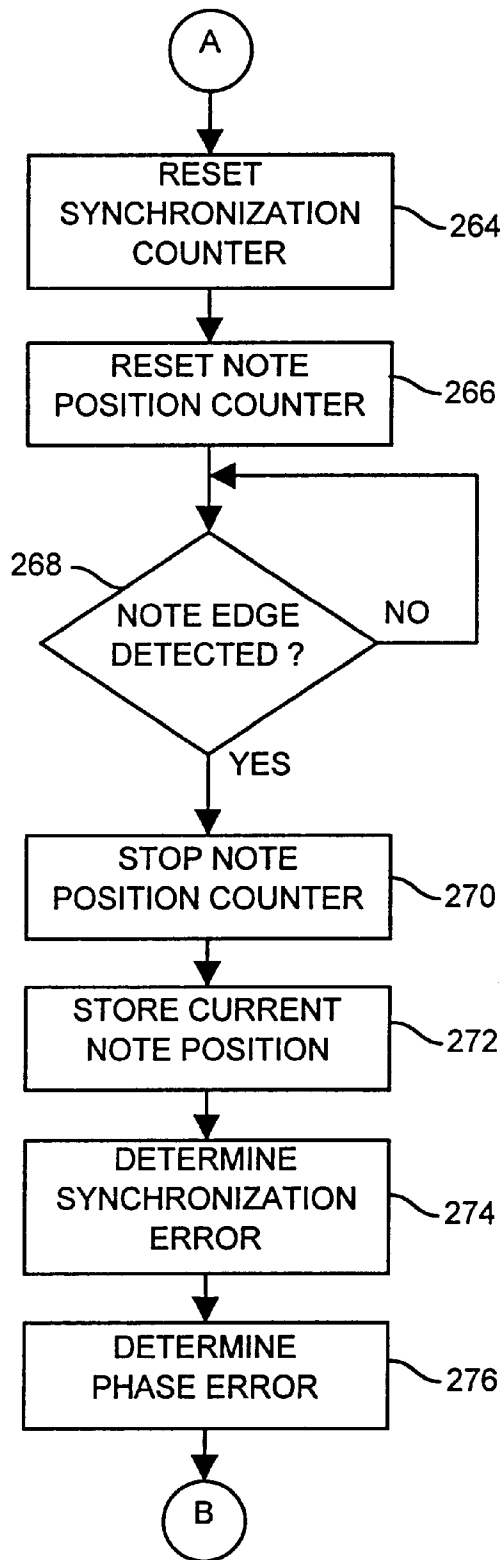 A
RESET
SYNCHRONIZATION
COUNTER
264
RESET NOTE
POSITION COUNTER
266
268
NOTE EDGE
DETECTED ?
NO
YES
STOP NOTE
POSITION COUNTER
270
STORE CURRENT
NOTE POSITION
272
DETERMINE
SYNCHRONIZATION
ERROR
274
DETERMINE
PHASE ERROR
276
B